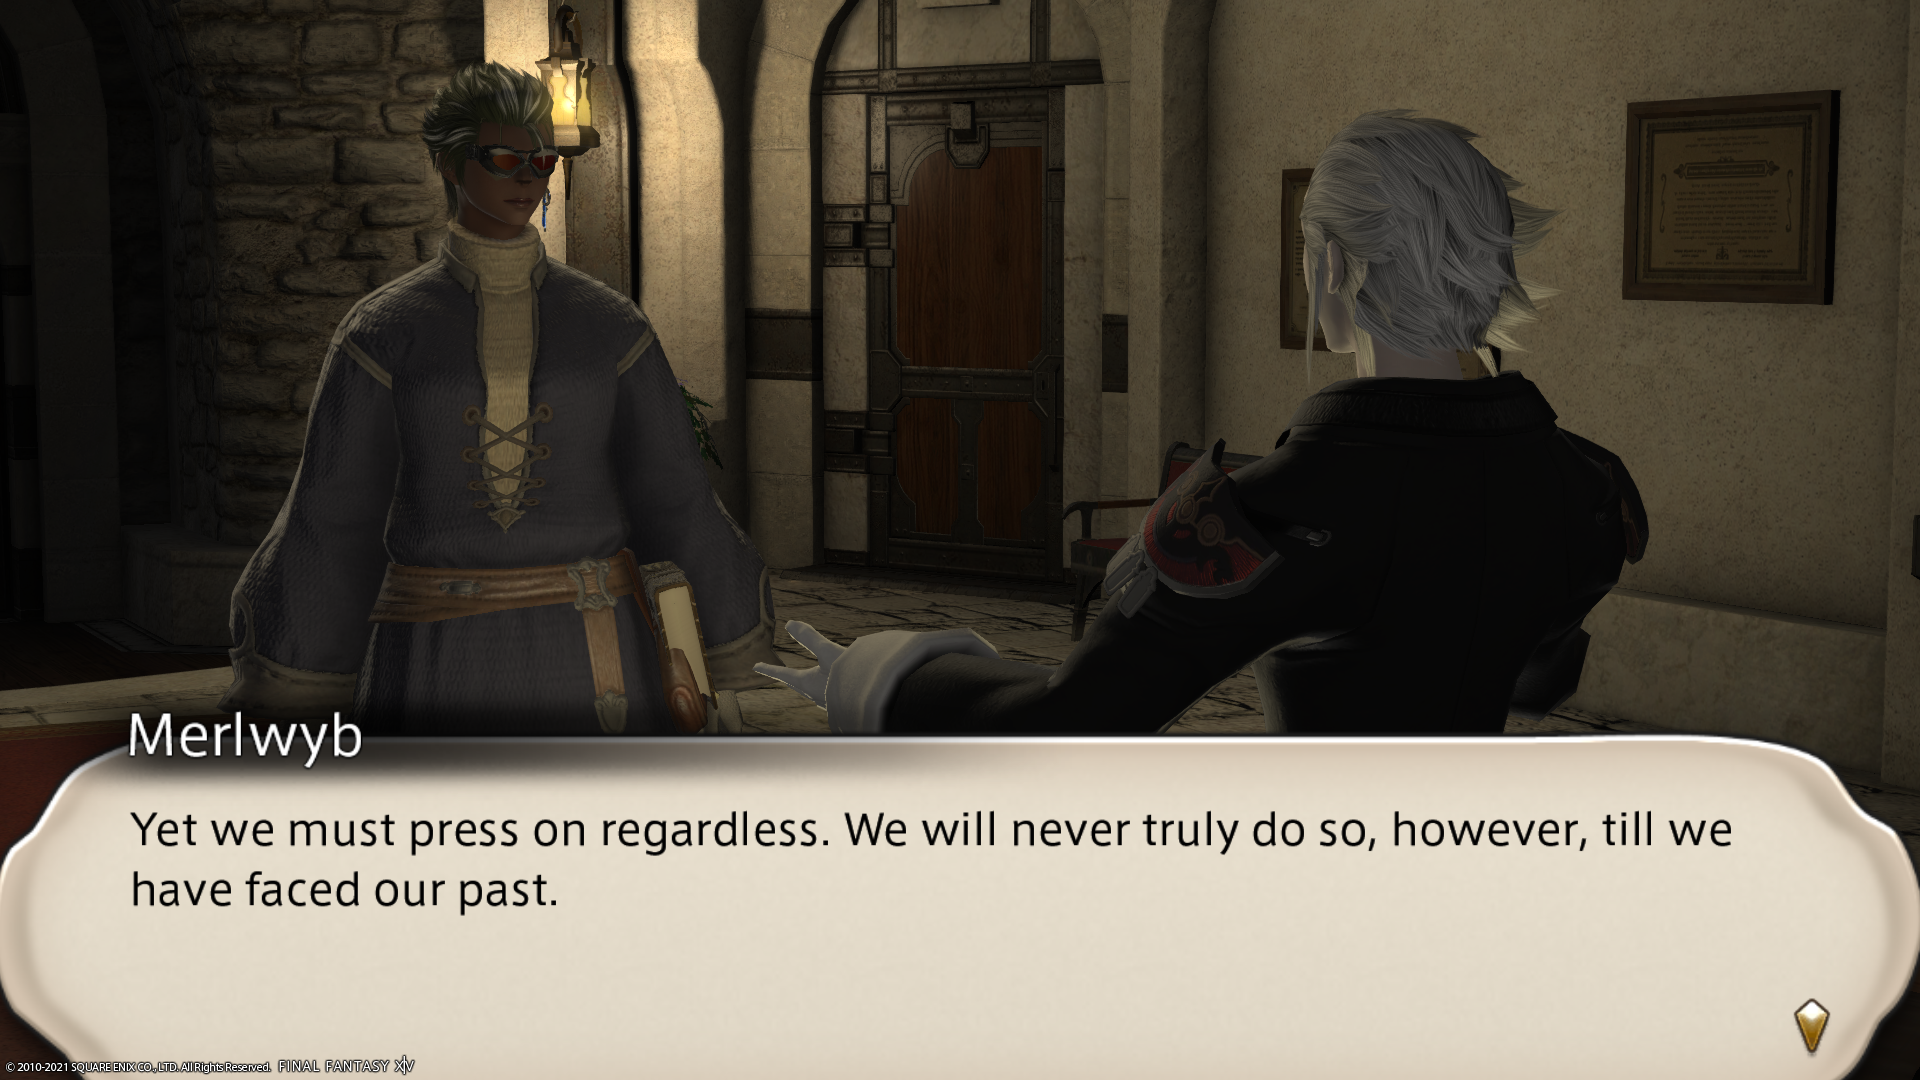 Merlwyb
Yet we must press on regardless. We will never truly do so, however, till we
have faced our past.
© 2010-2021 SQUARE ENIX CO., LTD. All Rights Reserved. FINAL FANTASY XIV